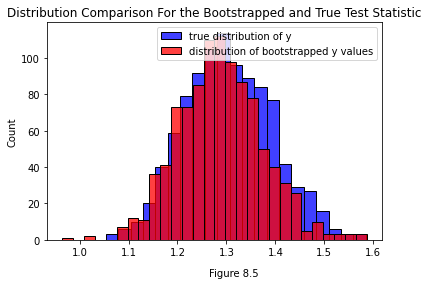 Distribution Comparison For the Bootstrapped and True Test Statistic
true distribution of y
distribution of bootstrapped y values
Count
100
80
60
40
20
0
1.0 1.1 1.2 1.3 1.4 1.5 1.6
Figure 8.5